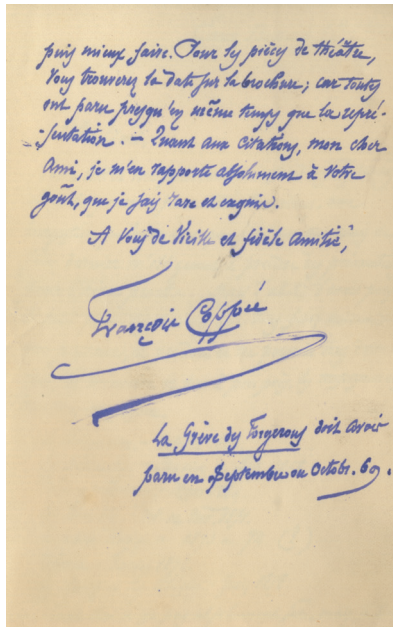 puis mieux faire. Pour les pièces de théâtre,
Vous trouverez la date sur la brochure ; car toutes
ont paru presqu'en même temps que la repré-
-sentation. — Quant aux citations, mon cher
Ami, je m'en rapporte absolument à Votre
goût, que je sais rare et exquis.
A Vous de Vieille et fidèle amitié,
François Coppée
La Grève des Forgerons doit avoir
paru en Septembre ou Octobr. 69.